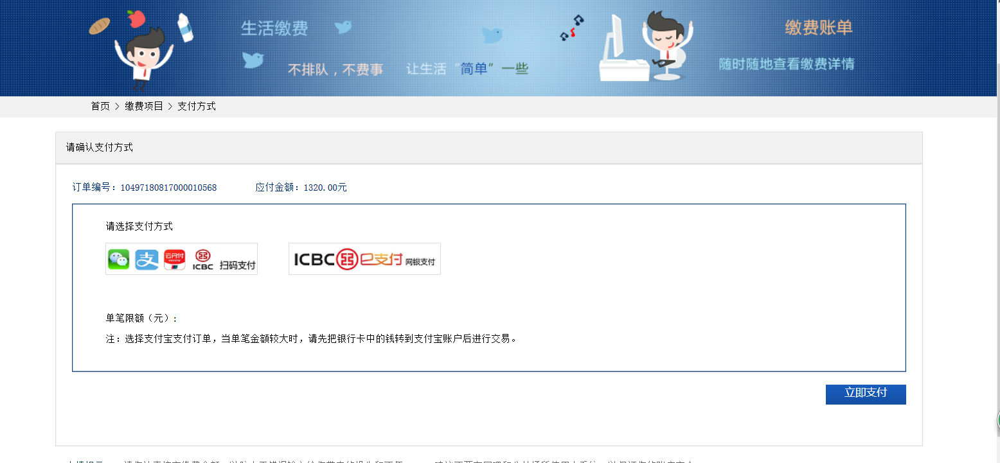 生活缴费
不排队，不费事 让生活“简单”一些
缴费账单
随时随地查看缴费详情
首页 > 缴费项目 > 支付方式
请确认支付方式
订单编号：10497180817000010568 应付金额：1320.00元
请选择支付方式
云闪付 ICBC 扫码支付 ICBC e支付 网银支付
单笔限额（元）:
注：选择支付宝支付订单，当单笔金额较大时，请先把银行卡中的钱转到支付宝账户后进行交易。
立即支付